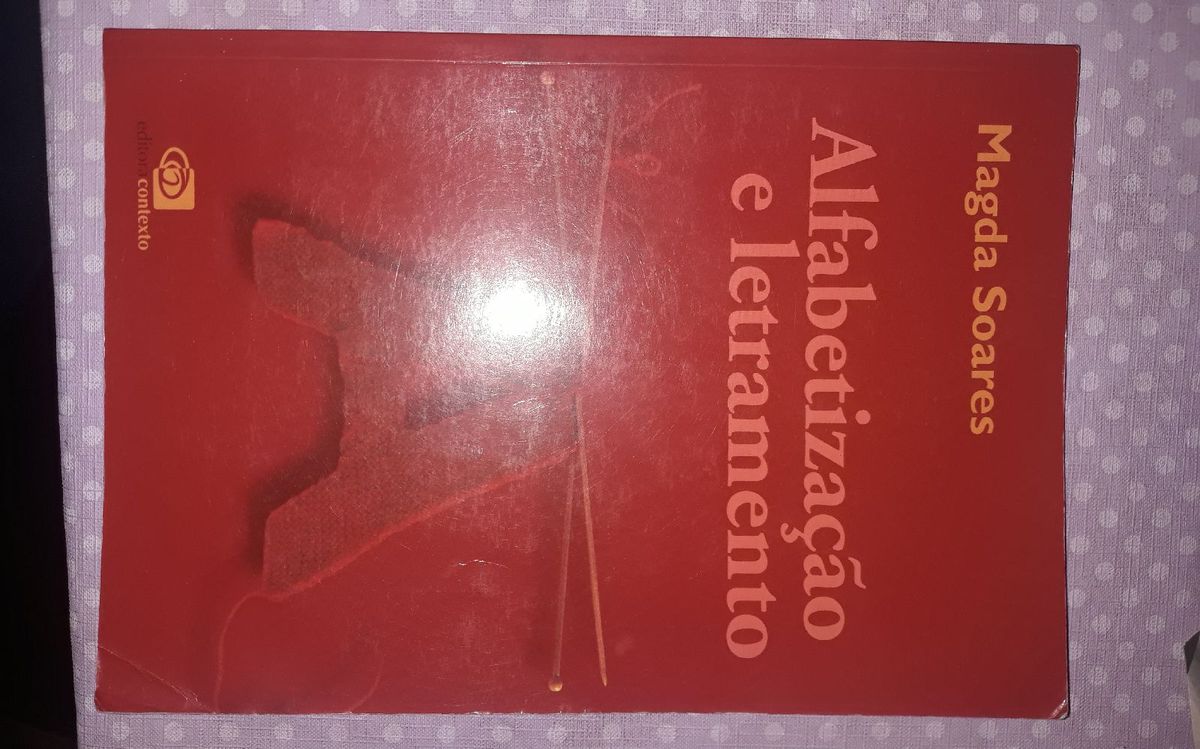 Magda Soares
Alfabetização
e letramento
editora contexto